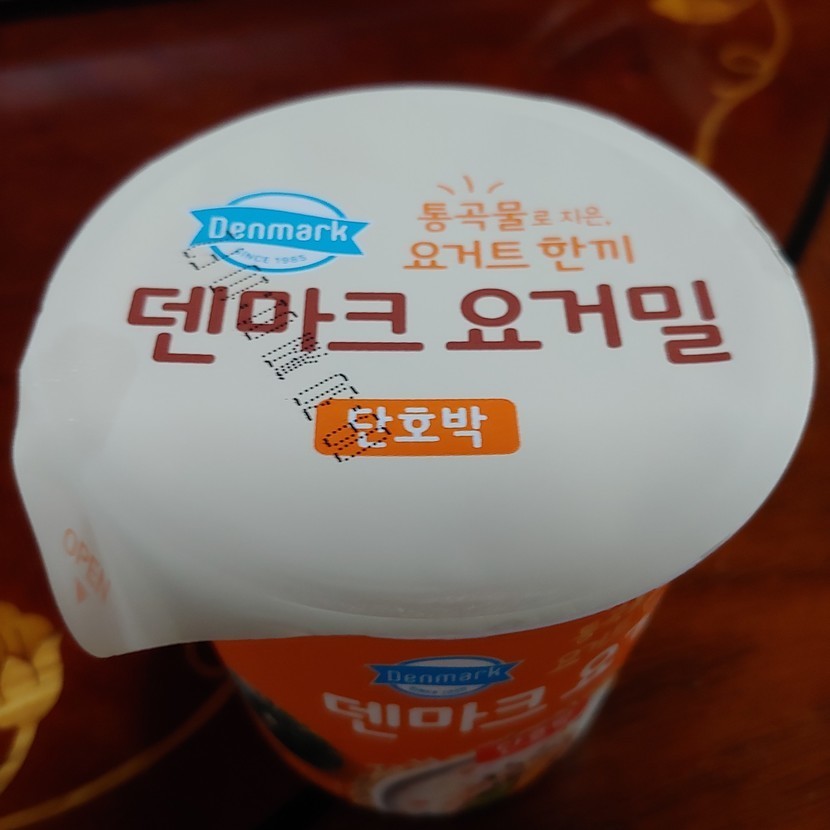 Denmark
SINCE 1985
통곡물로 지은,
요거트 한끼
덴마크 요거밀
단호박
OPEN
Denmark
덴마크 요